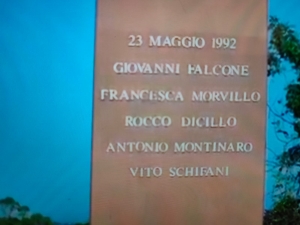 23 MAGGIO 1992
GIOVANNI FALCONE
FRANCESCA MORVILLO
ROCCO DICILLO
ANTONIO MONTINARO
VITO SCHIFANI